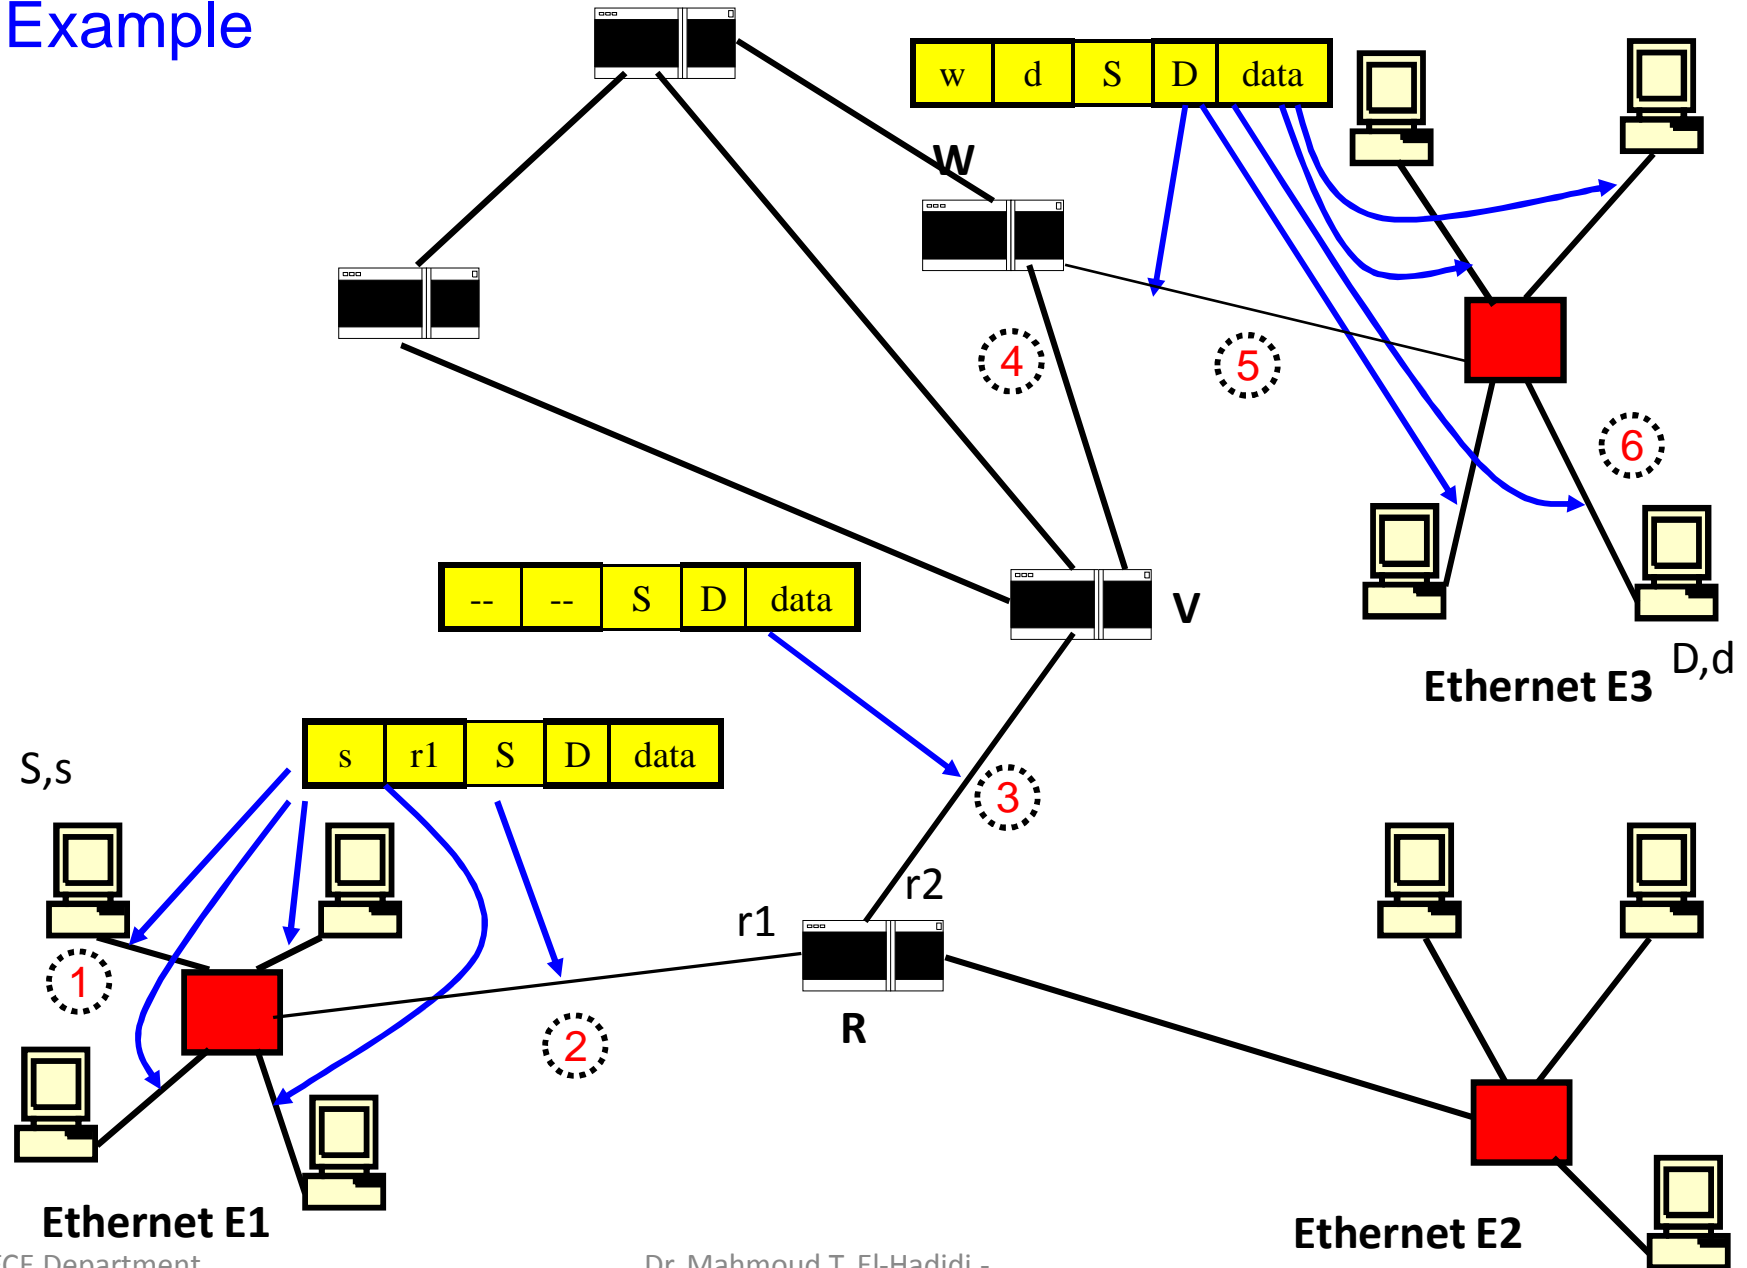 Example
w d S D data
W
4
5
6
-- -- S D data
V
D,d
Ethernet E3
s r1 S D data
S,s
3
r2
r1
1
2
R
Ethernet E1
Ethernet E2
Department
Dr. Mahmoud T. El-Hadidi -